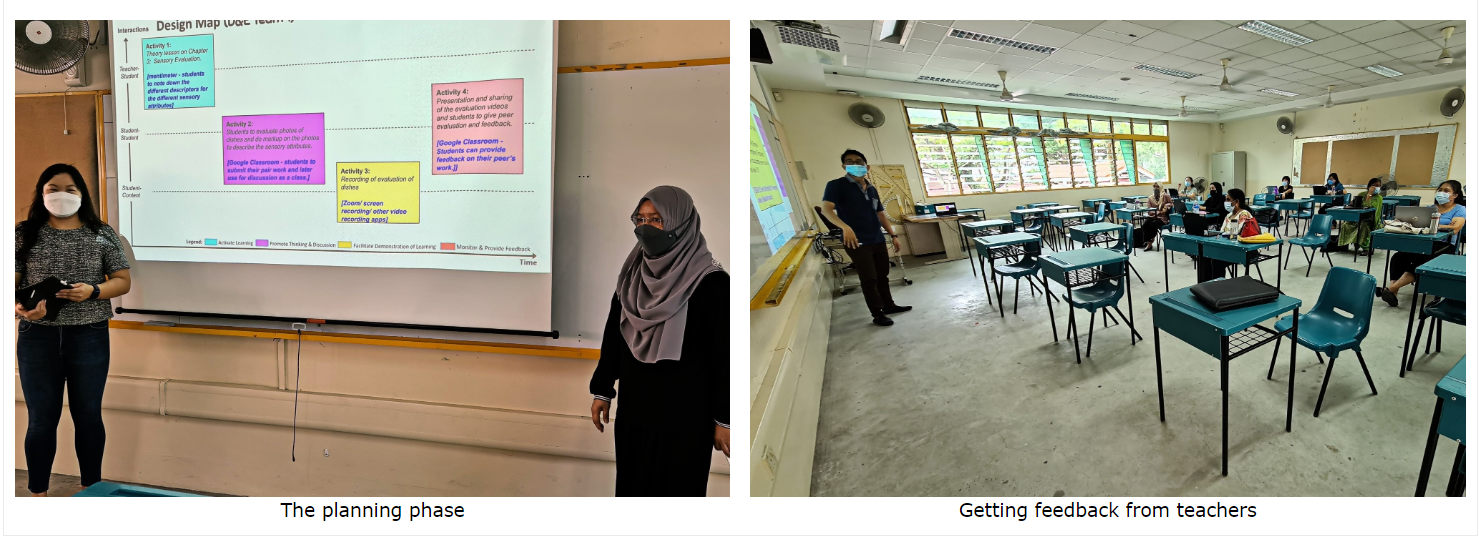 Interactions
Design Map (D&E Team
Activity 1:
Theory lesson on Chapter
3: Sensory Evaluation.
[mentimeter - students
to note down the
different descriptors for
the different sensory
attributes]
Teacher-
Student
Activity 2:
Students to evaluate photos of
dishes and do markup on the photos
to describe the sensory attributes.
[Google Classroom - students to
submit their pair work and later
use for discussion as a class.]
Student-
Student
Activity 3:
Recording of evaluation of
dishes
[Zoom/ screen
recording/ other video
recording apps]
Activity 4:
Presentation and sharing
of the evaluation videos
and students to give peer
evaluation and feedback.
[Google Classroom -
Students can provide
feedback on their peer's
work.]]
Student-
Content
Legend: Activate Learning Promote Thinking & Discussion Facilitate Demonstration of Learning Monitor & Provide Feedback
Time
The planning phase
Getting feedback from teachers